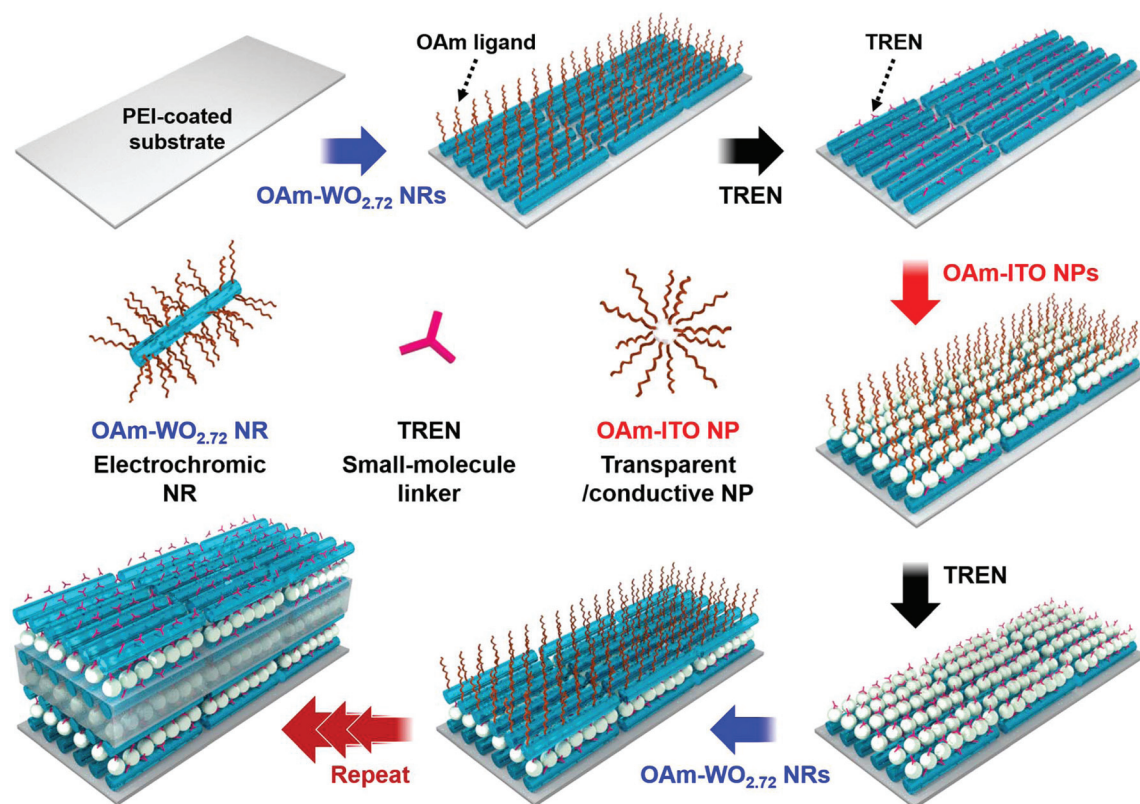 PEI-coated
substrate
OAm-WO2.72 NRs
OAm ligand
TREN
TREN
OAm-ITO NPs
OAm-WO2.72 NR
Electrochromic
NR
TREN
Small-molecule
linker
OAm-ITO NP
Transparent
/conductive NP
TREN
OAm-WO2.72 NRs
Repeat